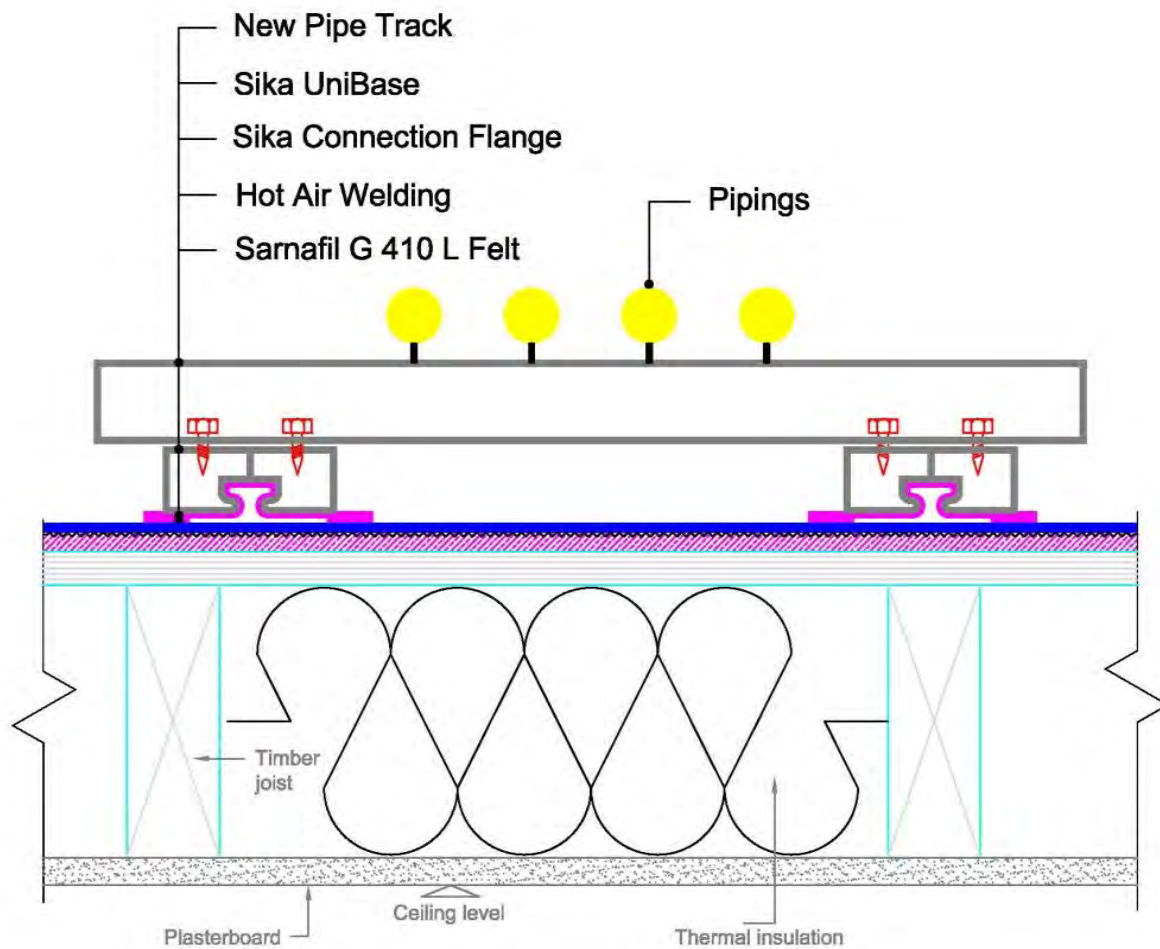 New Pipe Track
Sika UniBase
Sika Connection Flange
Hot Air Welding
Sarnafil G 410 L Felt
Pipings
Timber
joist
Ceiling level
Plasterboard
Thermal insulation